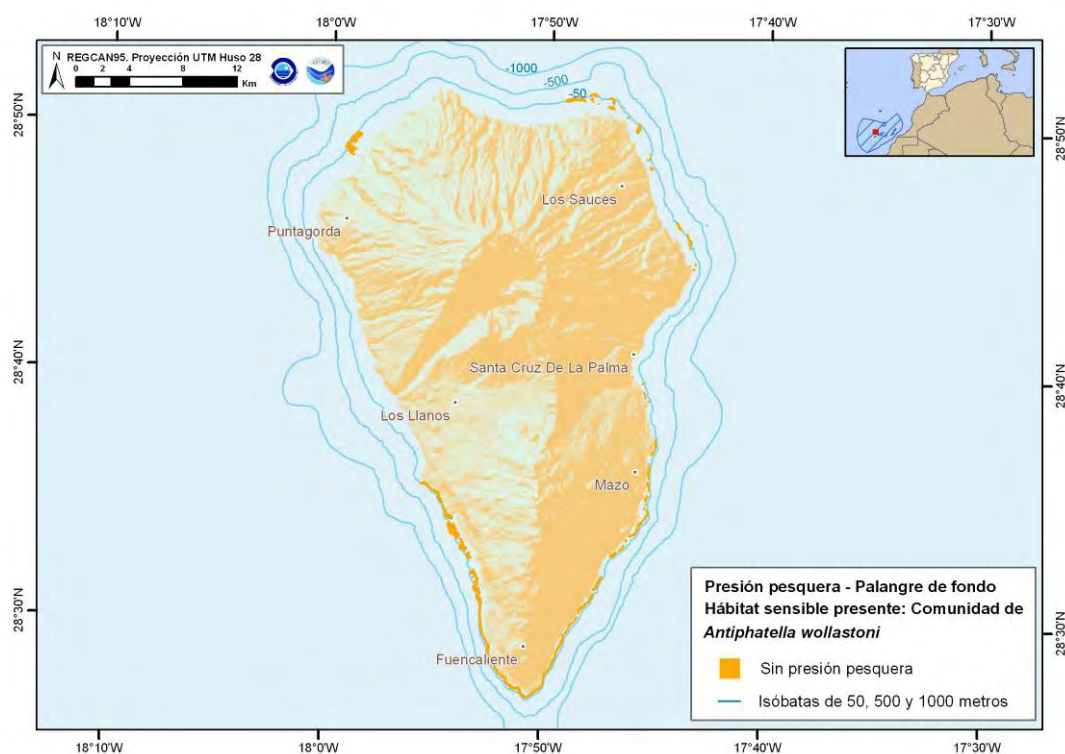 18°10'W 18°0'W 17°50'W 17°40'W 17°30'W
N REGCAN95. Proyección UTM Huso 28
0 2 4 8 12
Km
-1000
-500
-50
28°50'N
28°50'N
Los Sauces
Puntagorda
28°40'N
Santa Cruz De La Palma
28°40'N
Los Llanos
Mazo
28°30'N
28°30'N
Fuencaliente
Presión pesquera - Palangre de fondo
Hábitat sensible presente: Comunidad de
Antiphatella wollastoni
Sin presión pesquera
Isóbatas de 50, 500 y 1000 metros
18°10'W 18°0'W 17°50'W 17°40'W 17°30'W